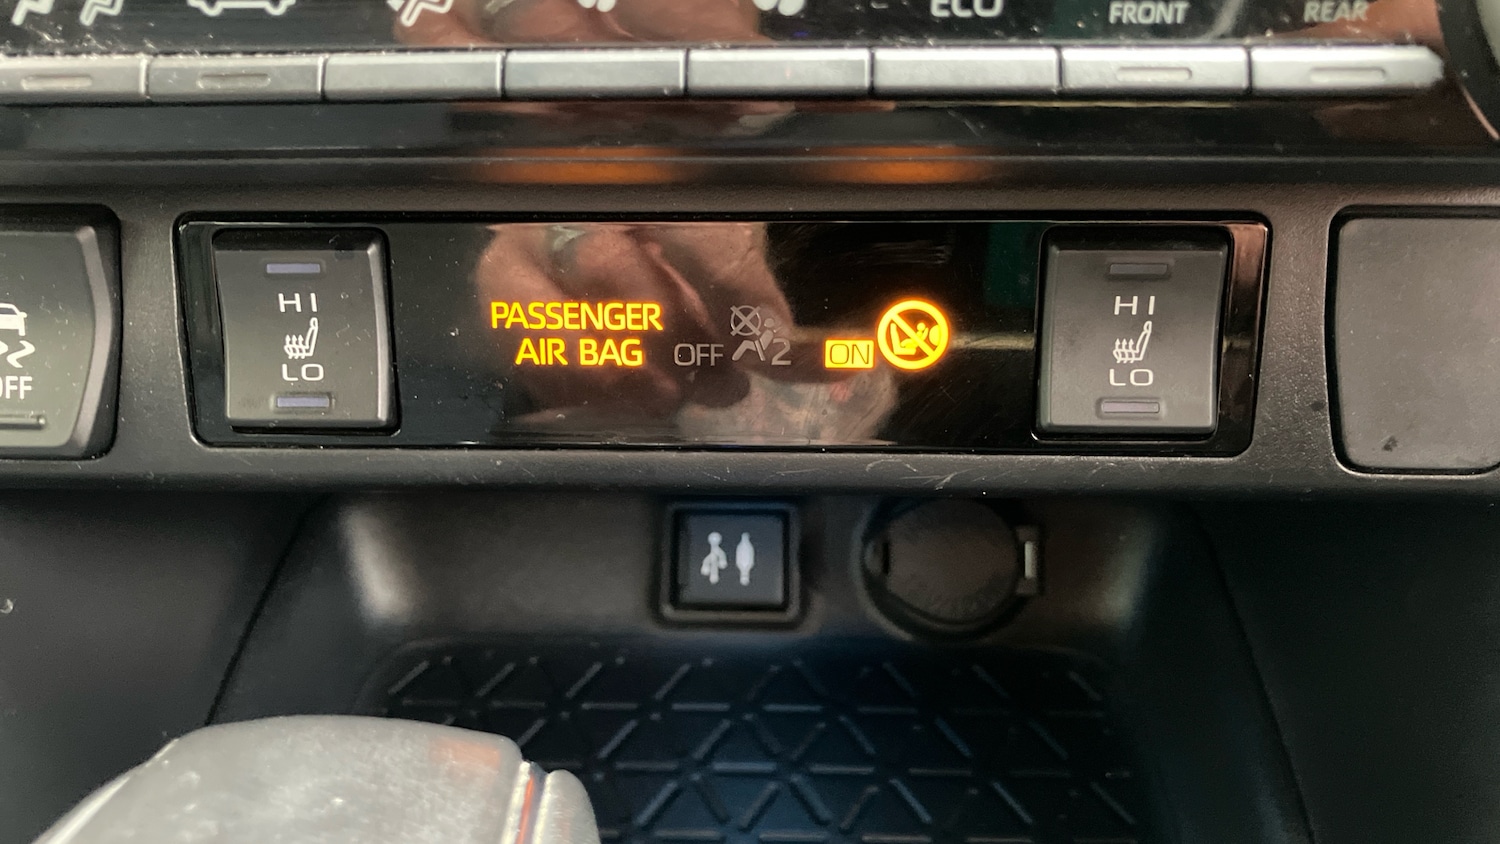 ECO
FRONT
REAR
HI
LO
PASSENGER
AIR BAG
OFF
2
ON
HI
LO
OFF